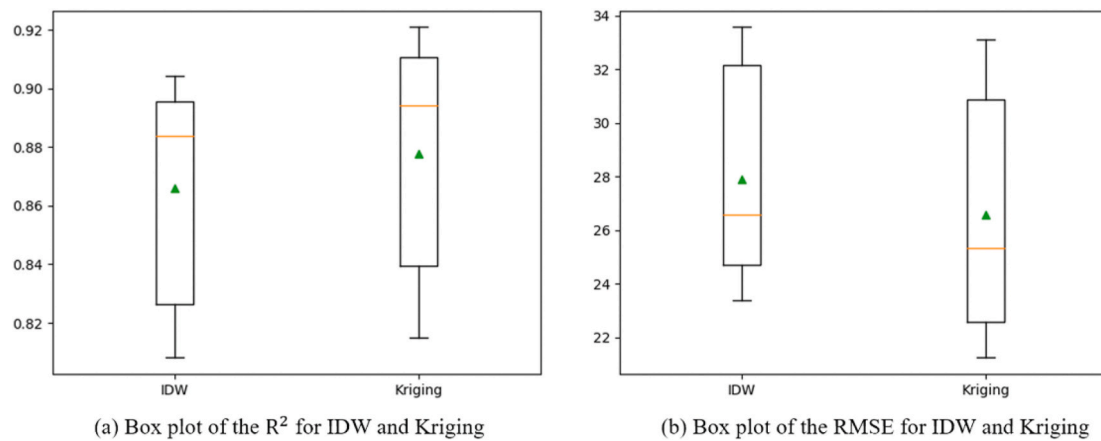 0.92
0.90
0.88
0.86
0.84
0.82
IDW
Kriging
(a) Box plot of the R² for IDW and Kriging
34
32
30
28
26
24
22
IDW
Kriging
(b) Box plot of the RMSE for IDW and Kriging